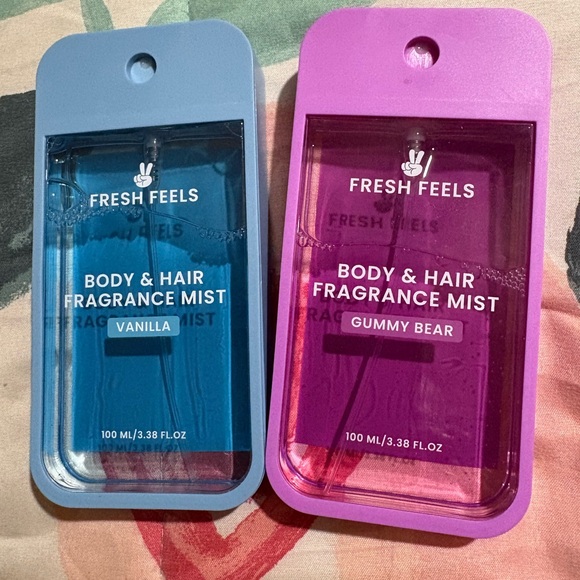 FRESH FEELS
BODY & HAIR
FRAGRANCE MIST
VANILLA
100 ML/3.38 FL.OZ
FRESH FEELS
BODY & HAIR
FRAGRANCE MIST
GUMMY BEAR
100 ML/3.38 FL.OZ